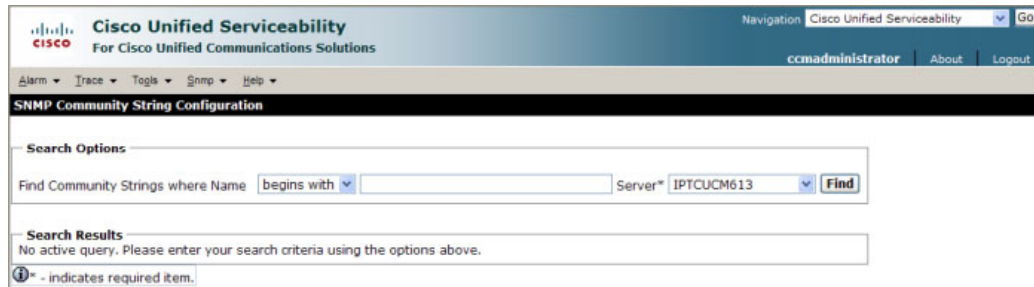 CISCO
Cisco Unified Serviceability
For Cisco Unified Communications Solutions
Navigation Cisco Unified Serviceability Go
ccmadministrator About Logout
Alarm Trace Tools Snmp Help
SNMP Community String Configuration
Search Options
Find Community Strings where Name begins with Server* IPTCUCM613 Find
Search Results
No active query. Please enter your search criteria using the options above.
* - indicates required item.